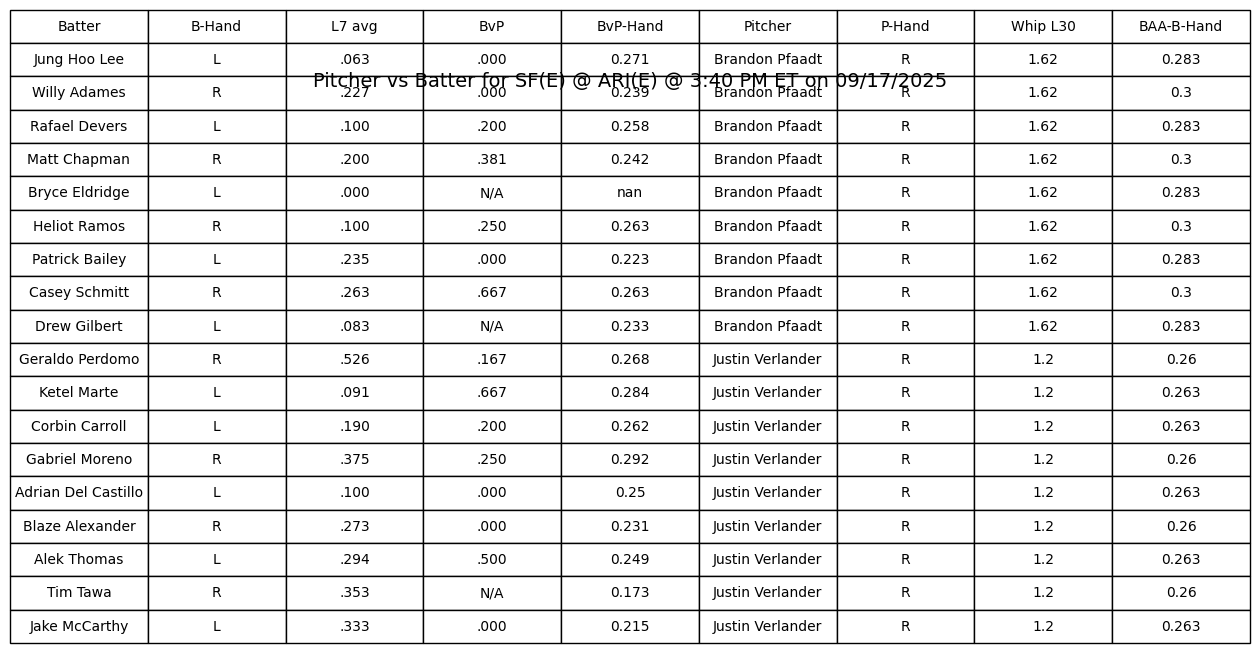 Batter B-Hand L7 avg BvP BvP-Hand Pitcher P-Hand Whip L30 BAA-B-Hand
Jung Hoo Lee L .063 .000 0.271 Brandon Pfaadt R 1.62 0.283
Pitcher vs Batter for SF(E) @ ARI(E) @ 3:40 PM ET on 09/17/2025
Willy Adames R .227 .000 0.239 Brandon Pfaadt R 1.62 0.3
Rafael Devers L .100 .200 0.258 Brandon Pfaadt R 1.62 0.283
Matt Chapman R .200 .381 0.242 Brandon Pfaadt R 1.62 0.3
Bryce Eldridge L .000 N/A nan Brandon Pfaadt R 1.62 0.283
Heliot Ramos R .100 .250 0.263 Brandon Pfaadt R 1.62 0.3
Patrick Bailey L .235 .000 0.223 Brandon Pfaadt R 1.62 0.283
Casey Schmitt R .263 .667 0.263 Brandon Pfaadt R 1.62 0.3
Drew Gilbert L .083 N/A 0.233 Brandon Pfaadt R 1.62 0.283
Geraldo Perdomo R .526 .167 0.268 Justin Verlander R 1.2 0.26
Ketel Marte L .091 .667 0.284 Justin Verlander R 1.2 0.263
Corbin Carroll L .190 .200 0.262 Justin Verlander R 1.2 0.263
Gabriel Moreno R .375 .250 0.292 Justin Verlander R 1.2 0.26
Adrian Del Castillo L .100 .000 0.25 Justin Verlander R 1.2 0.263
Blaze Alexander R .273 .000 0.231 Justin Verlander R 1.2 0.26
Alek Thomas L .294 .500 0.249 Justin Verlander R 1.2 0.263
Tim Tawa R .353 N/A 0.173 Justin Verlander R 1.2 0.26
Jake McCarthy L .333 .000 0.215 Justin Verlander R 1.2 0.263